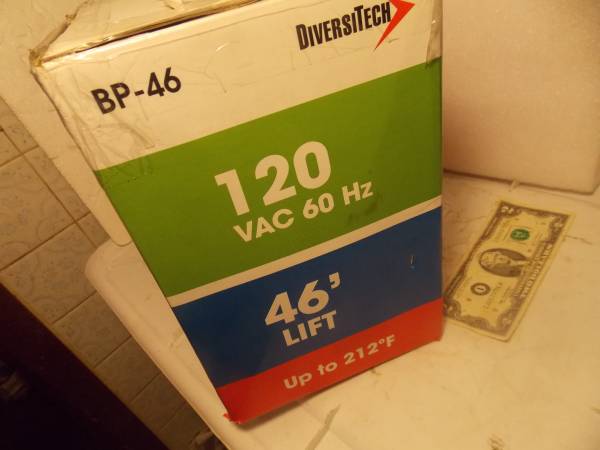 DIVERSITECH
BP-46
120
VAC 60 Hz
46'
LIFT
Up to 212°F